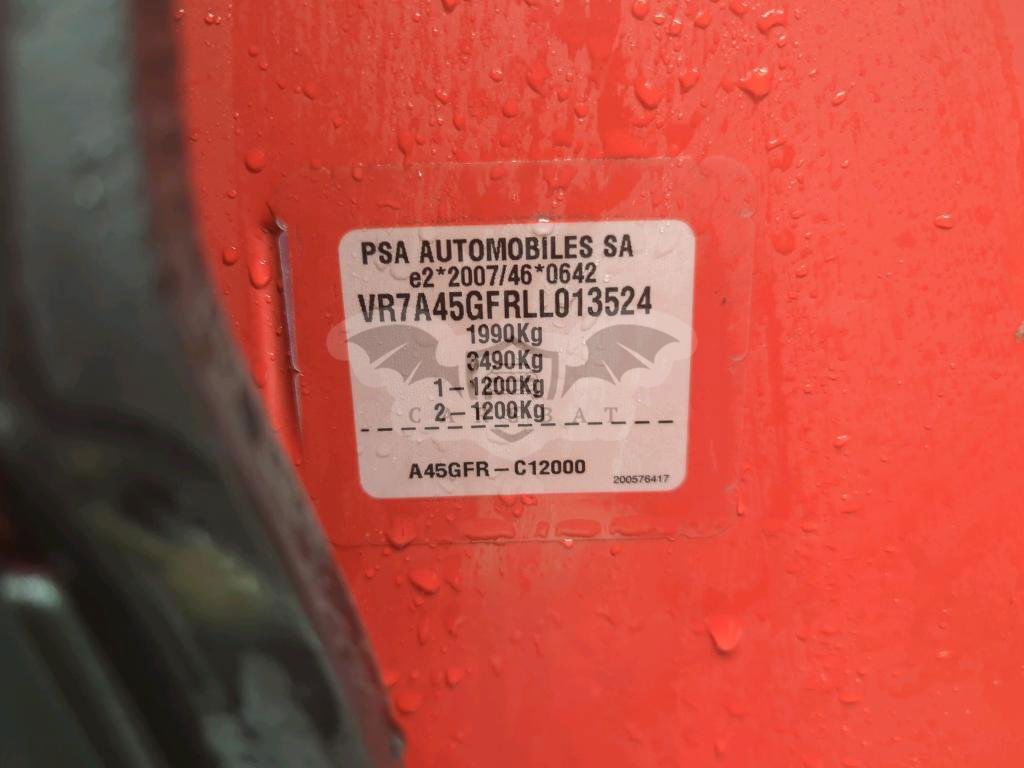 PSA AUTOMOBILES SA
e2*2007/46*0642
VR7A45GFRLL013524
1990Kg
3490Kg
1-1200Kg
2-1200Kg
A45GFR-C12000
200576417